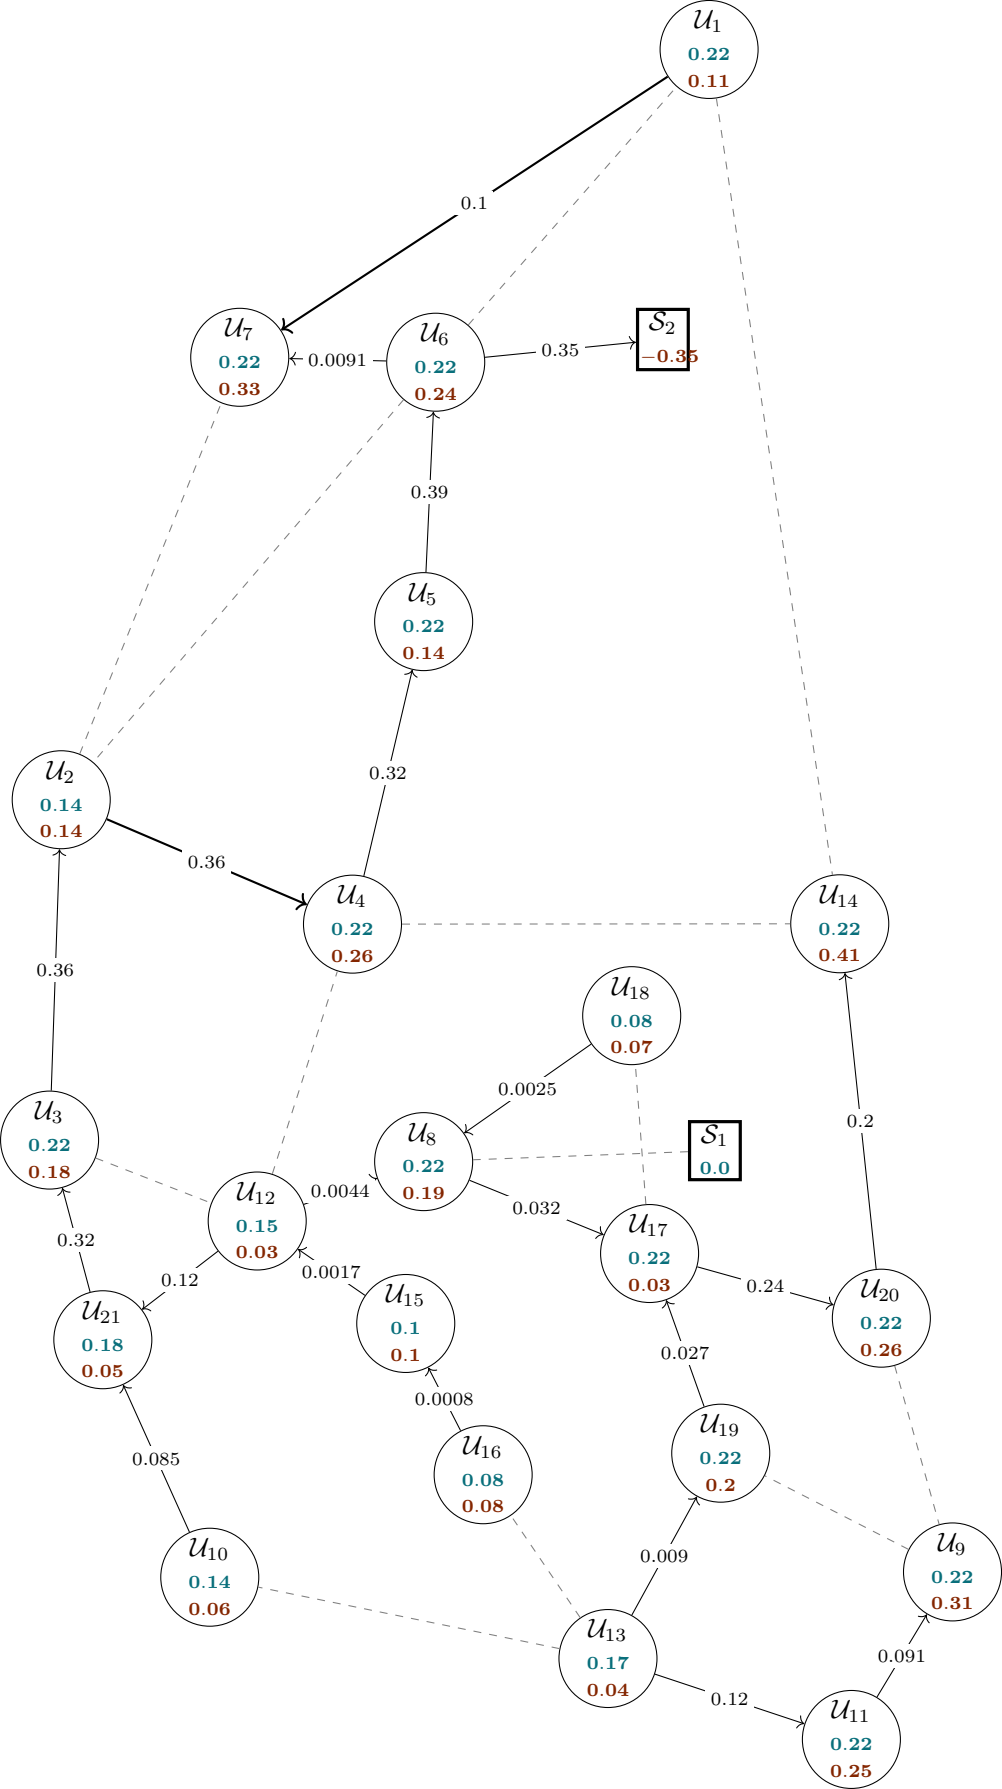 𝒰₁
0.22
0.11
0.1
𝒰₇
0.22
0.33
0.0091
𝒰₆
0.22
0.24
0.35
𝒮₂
−0.35
0.39
𝒰₅
0.22
0.14
0.32
𝒰₂
0.14
0.14
0.36
𝒰₄
0.22
0.26
𝒰₁₄
0.22
0.41
0.36
𝒰₁₈
0.08
0.07
0.0025
0.2
𝒰₃
0.22
0.18
𝒰₈
0.22
0.19
𝒮₁
0.0
0.0044
0.032
𝒰₁₂
0.15
0.03
𝒰₁₇
0.22
0.03
0.32
0.12
0.0017
0.24
𝒰₂₁
0.18
0.05
𝒰₁₅
0.1
0.1
𝒰₂₀
0.22
0.26
0.027
0.0008
0.085
𝒰₁₆
0.08
0.08
𝒰₁₉
0.22
0.2
𝒰₁₀
0.14
0.06
0.009
𝒰₉
0.22
0.31
𝒰₁₃
0.17
0.04
0.091
0.12
𝒰₁₁
0.22
0.25